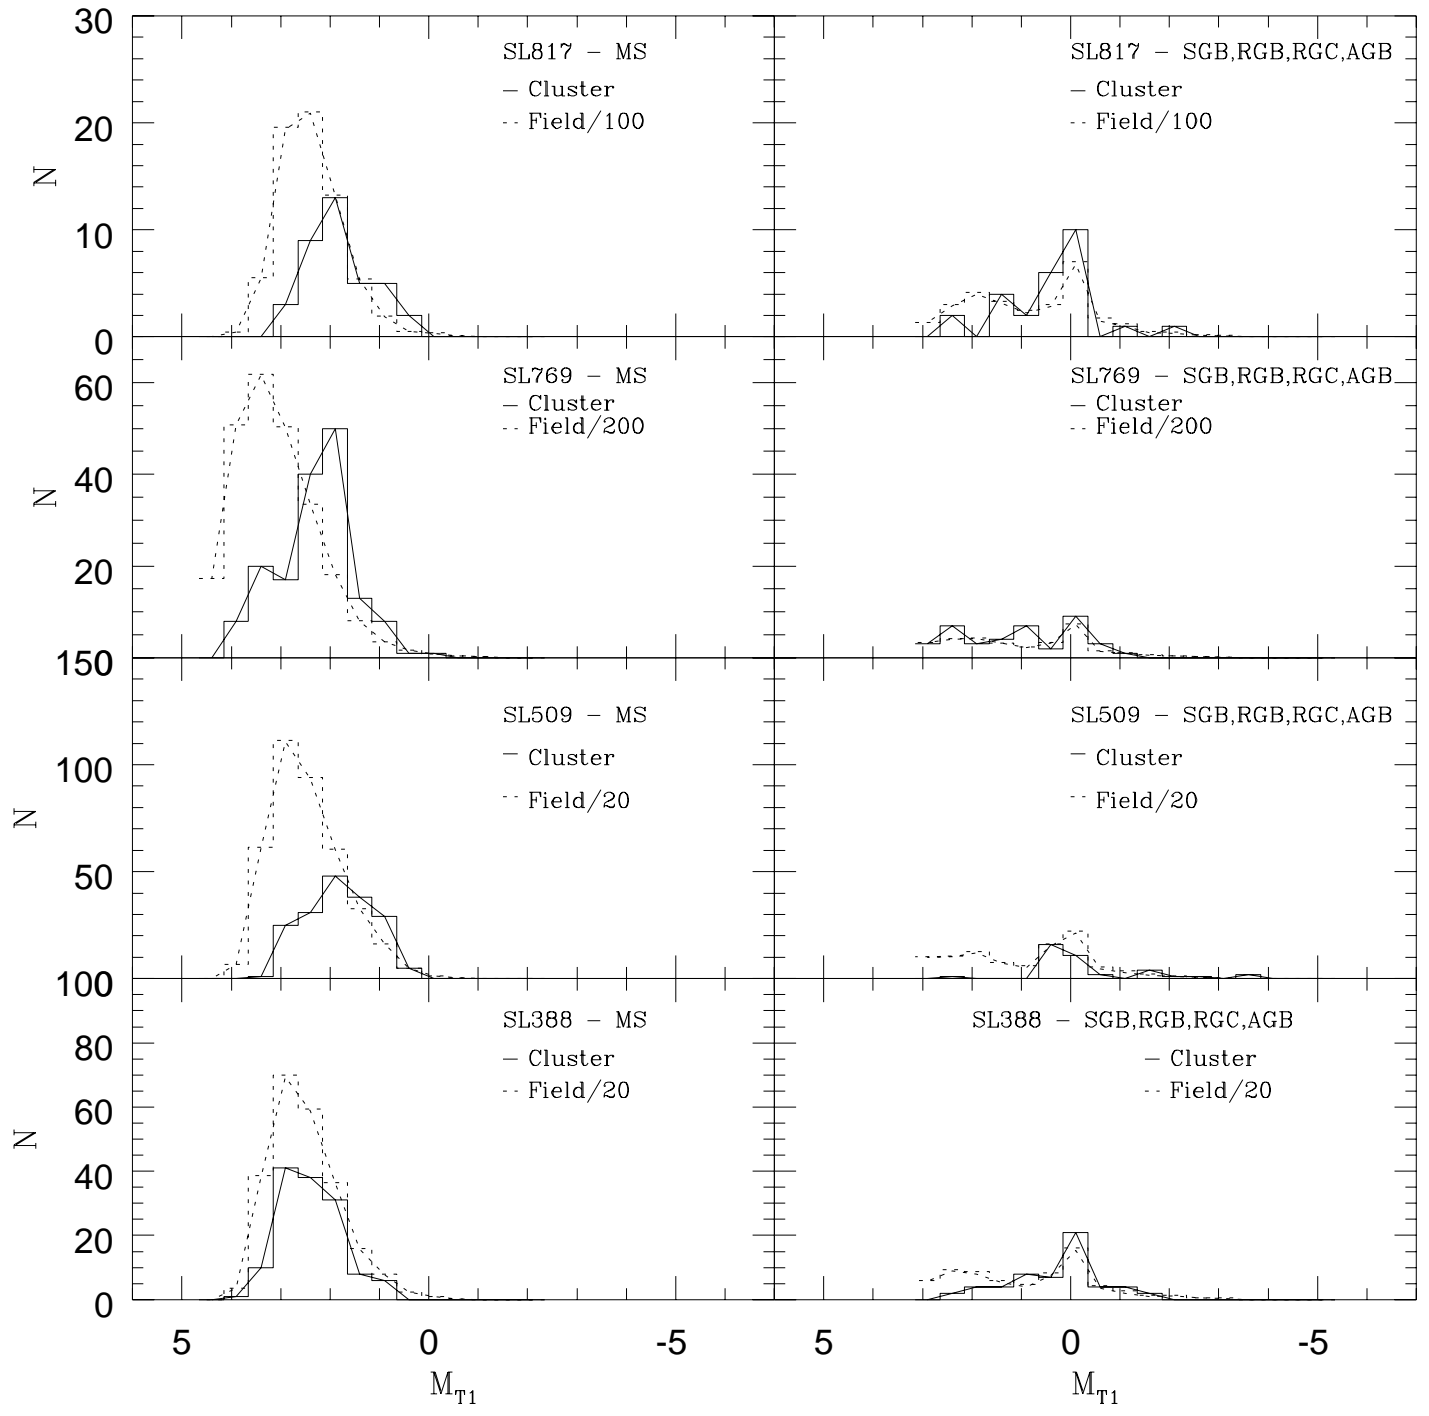 30
20
10
0
N
SL817 – MS
– Cluster
-- Field/100
SL817 – SGB,RGB,RGC,AGB
– Cluster
-- Field/100
60
40
20
N
SL769 – MS
– Cluster
-- Field/200
SL769 – SGB,RGB,RGC,AGB
– Cluster
-- Field/200
150
100
50
N
SL509 – MS
– Cluster
-- Field/20
SL509 – SGB,RGB,RGC,AGB
– Cluster
-- Field/20
100
80
60
40
20
0
N
SL388 – MS
– Cluster
-- Field/20
SL388 – SGB,RGB,RGC,AGB
– Cluster
-- Field/20
5 0 -5
5 0 -5
M_T1
M_T1